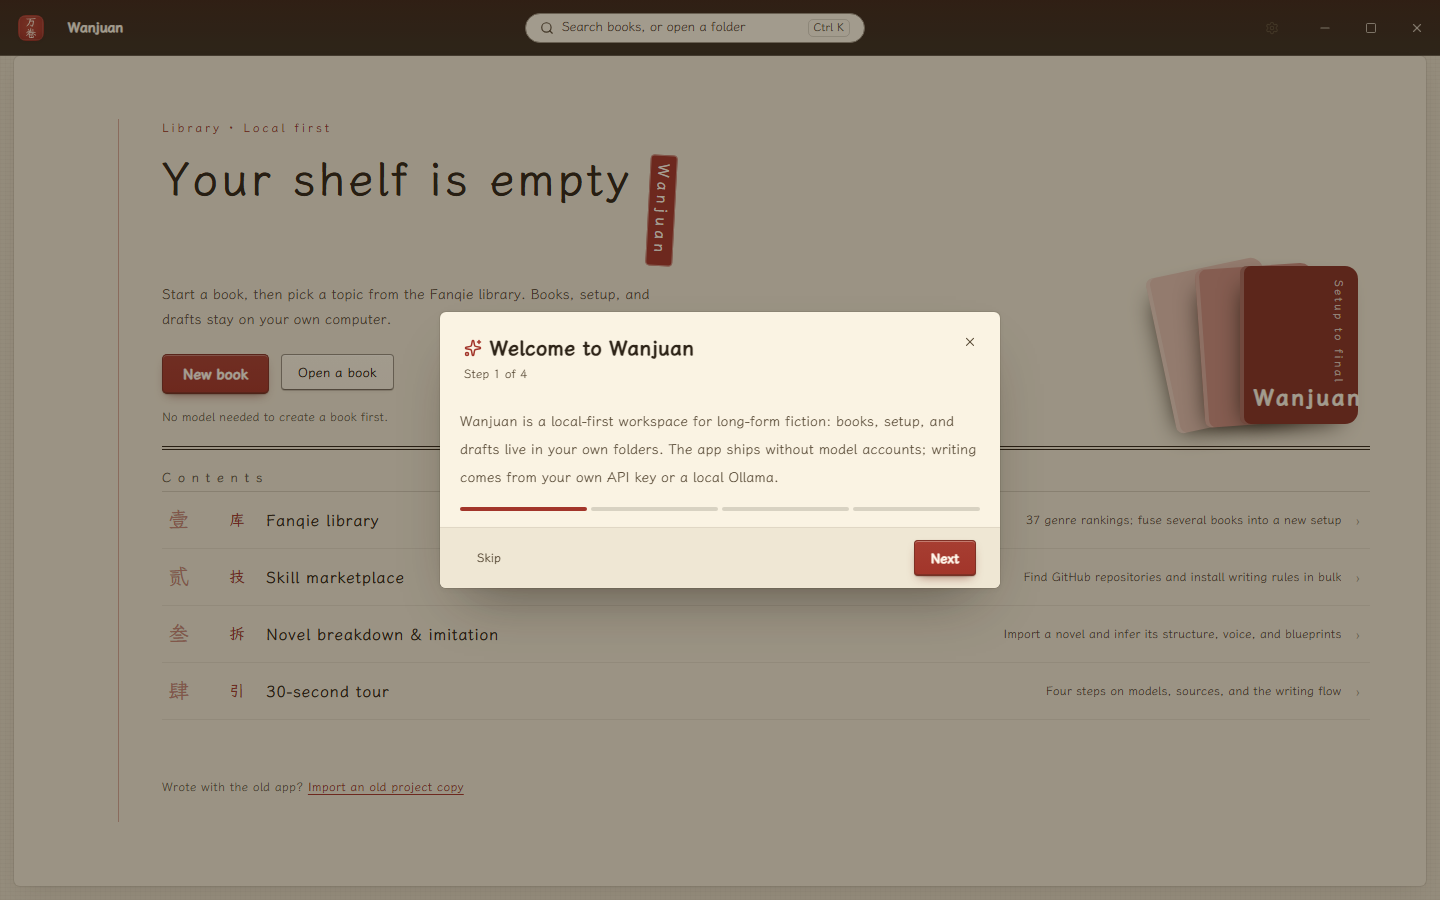 万卷
Wanjuan
Search books, or open a folder
Ctrl K
Library • Local first
Your shelf is empty
Wanjuan
Start a book, then pick a topic from the Fanqie library. Books, setup, and
drafts stay on your own computer.
New book
Open a book
No model needed to create a book first.
Setup to final
Wanjuan
Welcome to Wanjuan
Step 1 of 4
Wanjuan is a local-first workspace for long-form fiction: books, setup, and
drafts live in your own folders. The app ships without model accounts; writing
comes from your own API key or a local Ollama.
Skip
Next
Contents
壹 库 Fanqie library 37 genre rankings; fuse several books into a new setup ›
贰 技 Skill marketplace Find GitHub repositories and install writing rules in bulk ›
叁 拆 Novel breakdown & imitation Import a novel and infer its structure, voice, and blueprints ›
肆 引 30-second tour Four steps on models, sources, and the writing flow ›
Wrote with the old app? Import an old project copy